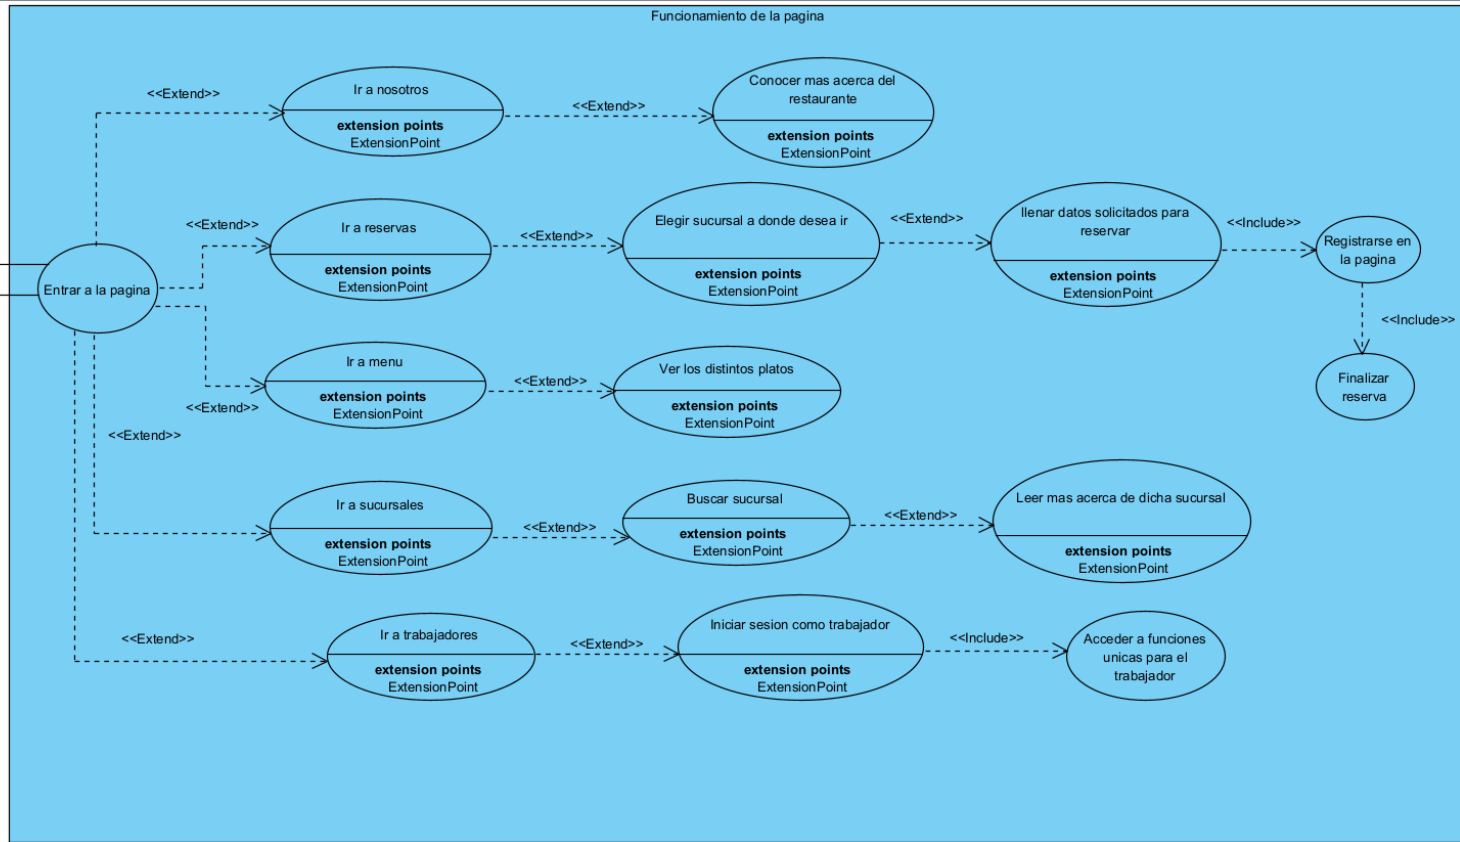 Funcionamiento de la pagina
<<Extend>>
Ir a nosotros
extension points
ExtensionPoint
<<Extend>>
Conocer mas acerca del
restaurante
extension points
ExtensionPoint
Entrar a la pagina
<<Extend>>
Ir a reservas
extension points
ExtensionPoint
<<Extend>>
Elegir sucursal a donde desea ir
extension points
ExtensionPoint
<<Extend>>
llenar datos solicitados para
reservar
extension points
ExtensionPoint
<<Include>>
Registrarse en
la pagina
<<Include>>
Finalizar
reserva
<<Extend>>
Ir a menu
extension points
ExtensionPoint
<<Extend>>
Ver los distintos platos
extension points
ExtensionPoint
<<Extend>>
Ir a sucursales
extension points
ExtensionPoint
<<Extend>>
Buscar sucursal
extension points
ExtensionPoint
<<Extend>>
Leer mas acerca de dicha sucursal
extension points
ExtensionPoint
<<Extend>>
Ir a trabajadores
extension points
ExtensionPoint
<<Extend>>
Iniciar sesion como trabajador
extension points
ExtensionPoint
<<Include>>
Acceder a funciones
unicas para el
trabajador